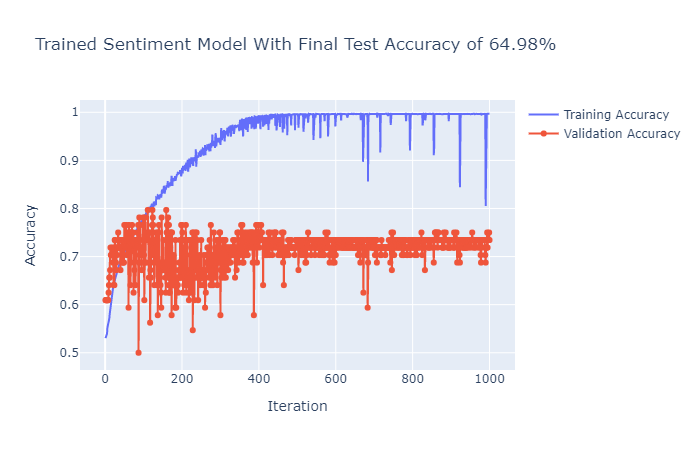 Trained Sentiment Model With Final Test Accuracy of 64.98%
1
0.9
0.8
0.7
0.6
0.5
Accuracy
0
200
400
600
800
1000
Iteration
Training Accuracy
Validation Accuracy